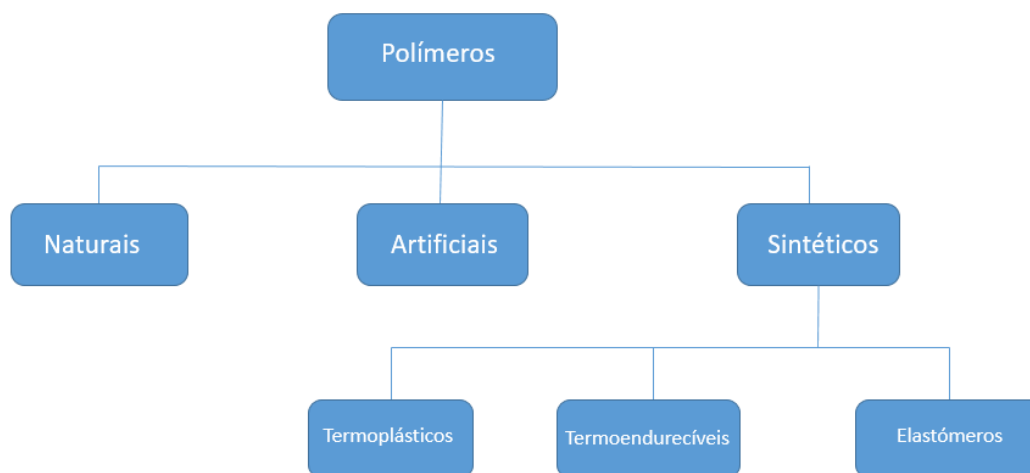 Polímeros
Naturais
Artificiais
Sintéticos
Termoplásticos
Termoendurecíveis
Elastómeros